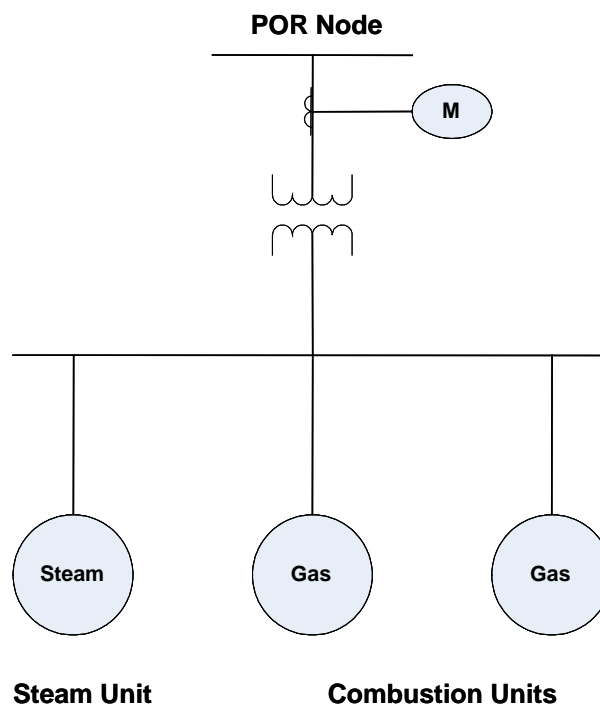 POR Node
M
Steam
Gas
Gas
Steam Unit
Combustion Units